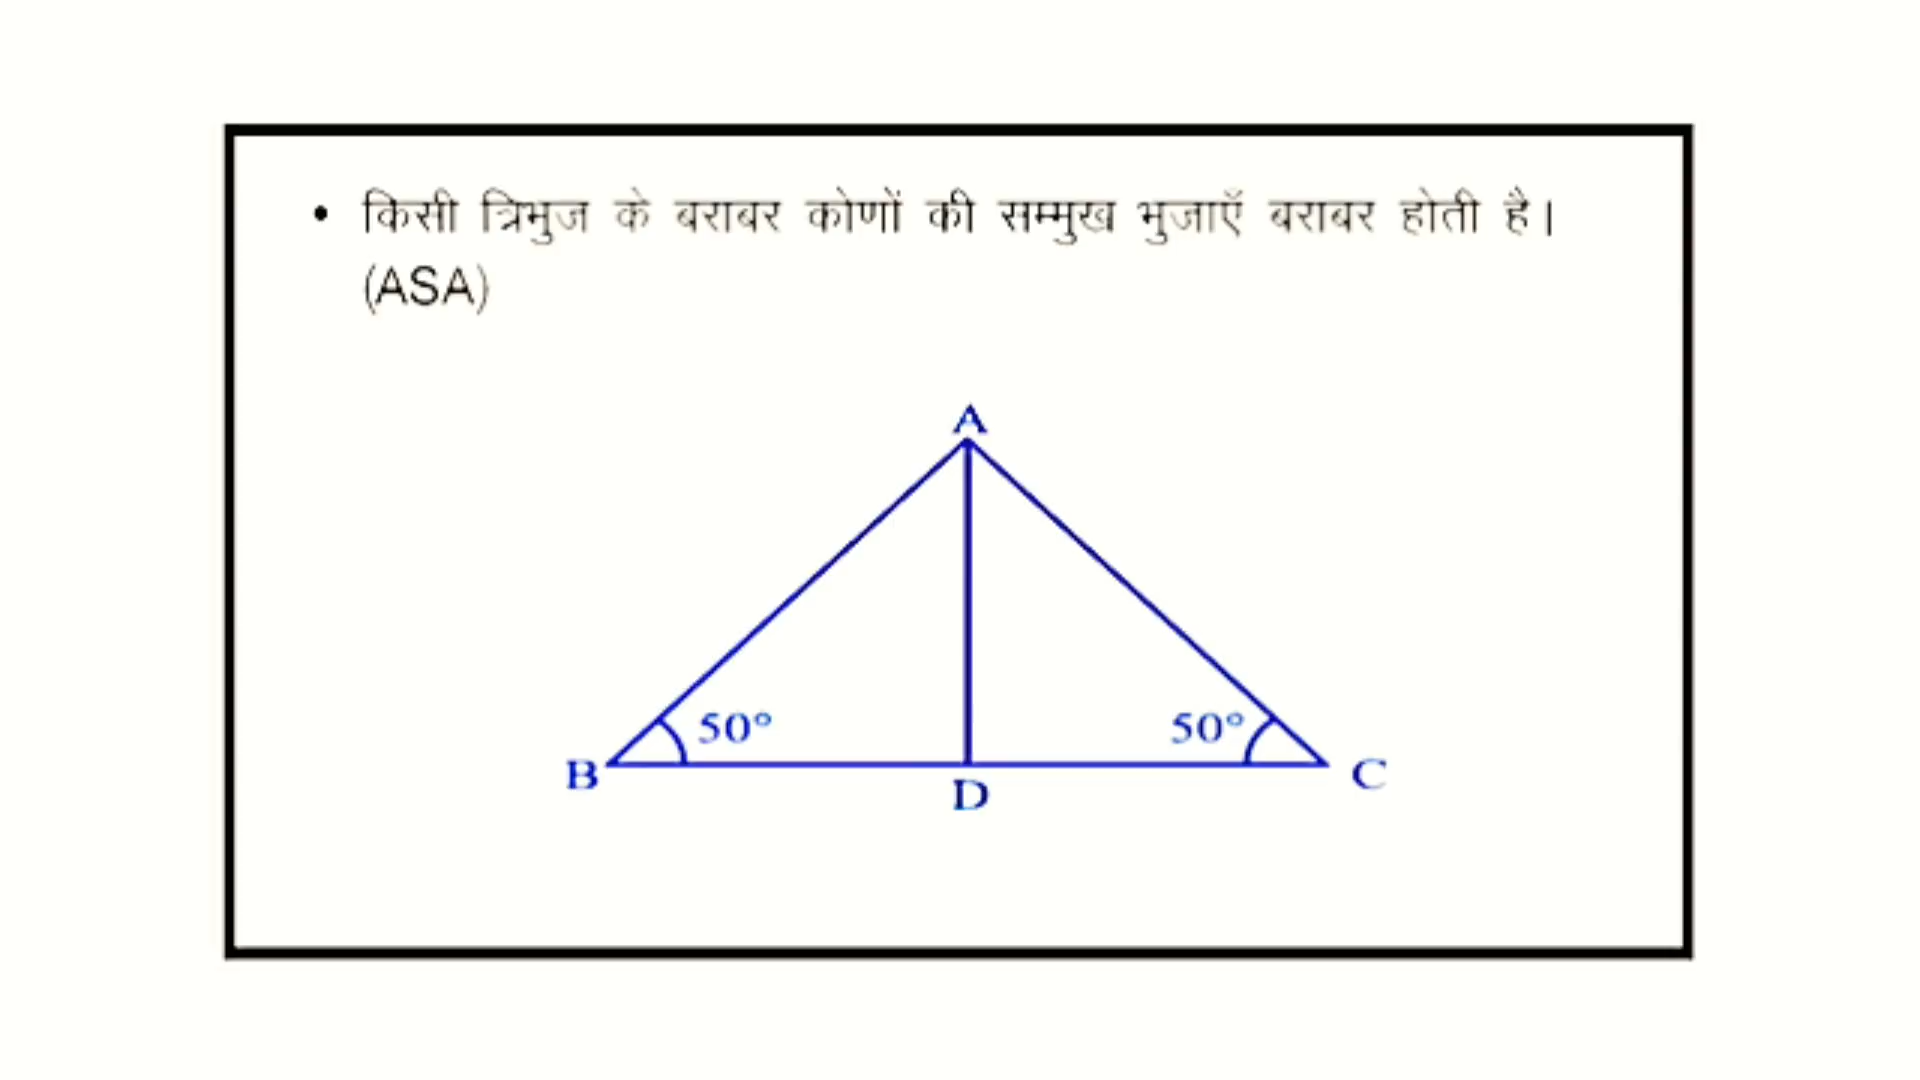 • किसी त्रिभुज के बराबर कोणों की सम्मुख भुजाएँ बराबर होती है।
(ASA)
A
50° 50°
B C
D